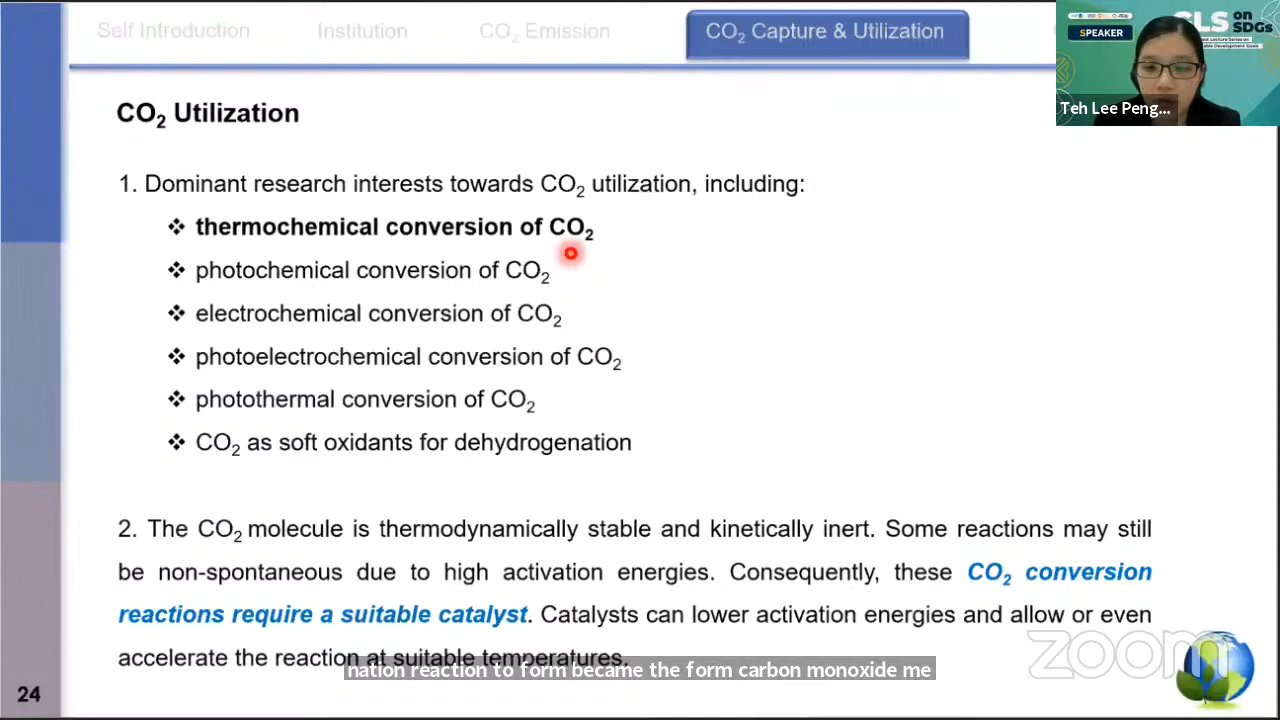 Self Introduction Institution CO2 Emission CO2 Capture & Utilization
SPEAKER
GLS on SDGs
Teh Lee Peng...
CO2 Utilization
1. Dominant research interests towards CO2 utilization, including:
❖ thermochemical conversion of CO2
❖ photochemical conversion of CO2
❖ electrochemical conversion of CO2
❖ photoelectrochemical conversion of CO2
❖ photothermal conversion of CO2
❖ CO2 as soft oxidants for dehydrogenation
2. The CO2 molecule is thermodynamically stable and kinetically inert. Some reactions may still
be non-spontaneous due to high activation energies. Consequently, these CO2 conversion
reactions require a suitable catalyst. Catalysts can lower activation energies and allow or even
accelerate the reaction at suitable temperatures.
nation reaction to form became the form carbon monoxide me
zoom
24